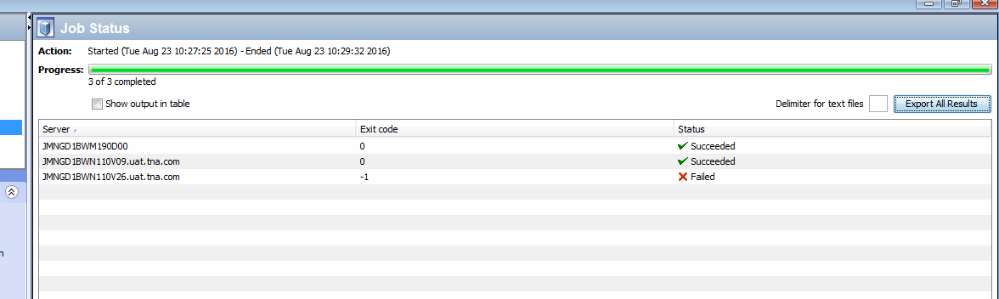 Job Status
Action: Started (Tue Aug 23 10:27:25 2016) - Ended (Tue Aug 23 10:29:32 2016)
Progress:
3 of 3 completed
Show output in table Delimiter for text files Export All Results
Server Exit code Status
JMNGD1BWM190D00 0 Succeeded
JMNGD1BWN110V09.uat.tna.com 0 Succeeded
JMNGD1BWN110V26.uat.tna.com -1 Failed
n